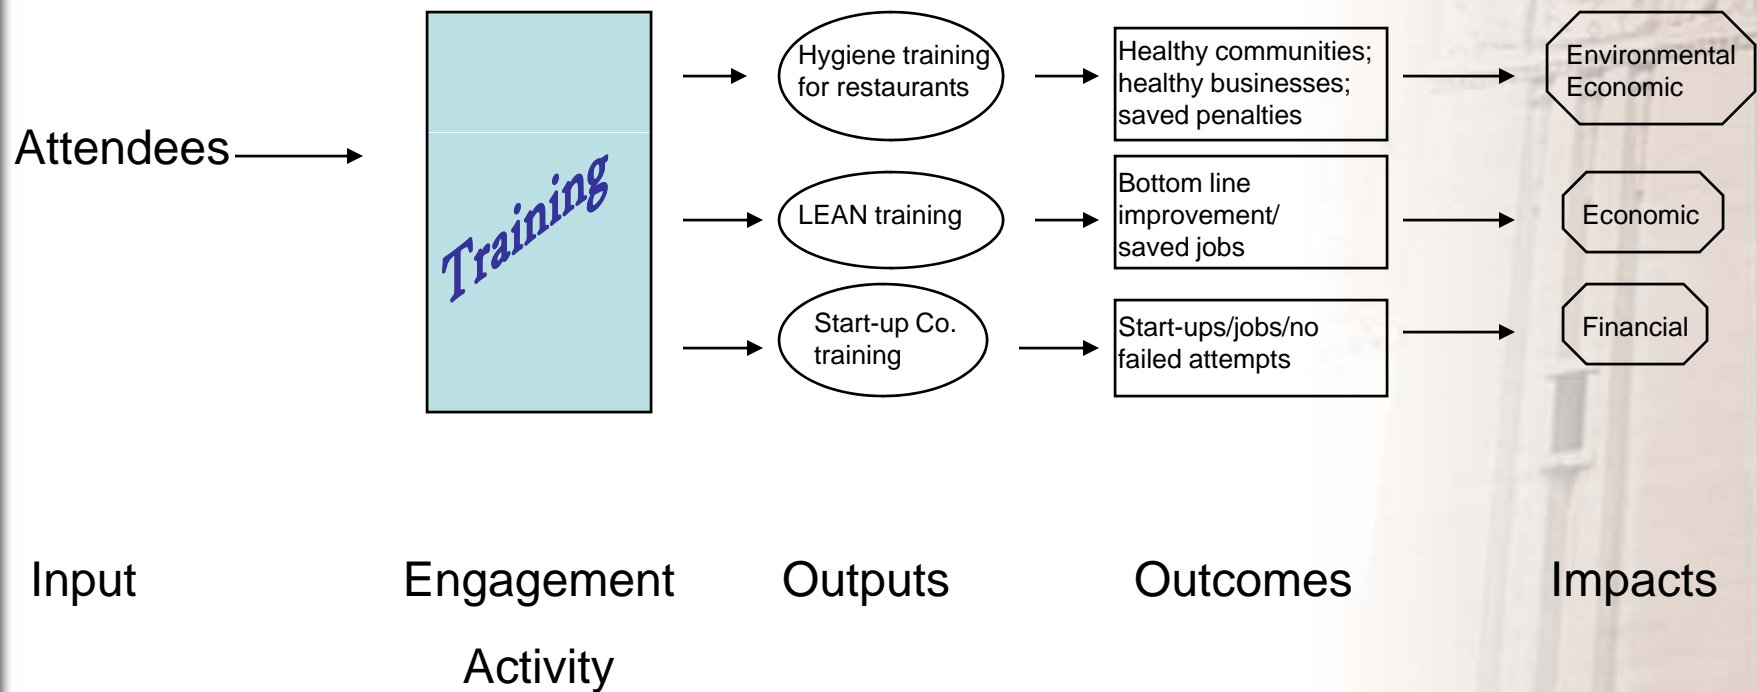 Attendees
Training
Hygiene training
for restaurants
Healthy communities;
healthy businesses;
saved penalties
Environmental
Economic
LEAN training
Bottom line
improvement/
saved jobs
Economic
Start-up Co.
training
Start-ups/jobs/no
failed attempts
Financial
Input
Engagement
Activity
Outputs
Outcomes
Impacts